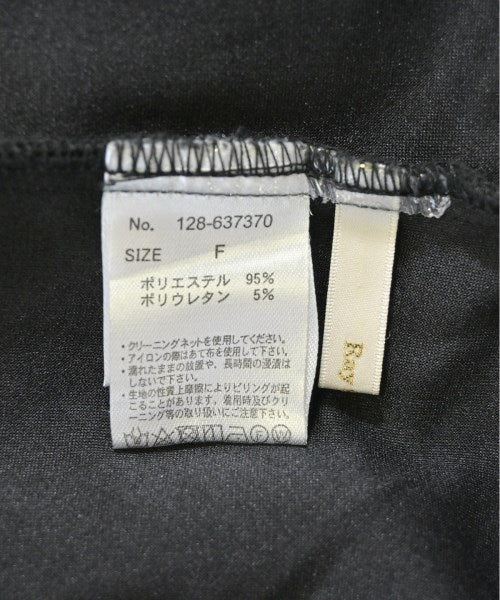 No. 128-637370
SIZE F
ポリエステル 95%
ポリウレタン 5%
・クリーニングネットを使用してください。
・アイロンの際はあて布を使用して下さい。
・濡れたままの放置や、長時間の浸漬は
しないで下さい。
・生地の性質上摩擦によりピリングが起
こることがあります。着用時及びクリ
ーニング等の取り扱いにご注意下さい。
Ray